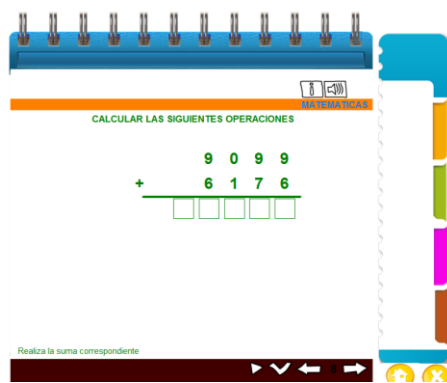 MATEMATICAS
CALCULAR LAS SIGUIENTES OPERACIONES
9 0 9 9
+ 6 1 7 6
Realiza la suma correspondiente